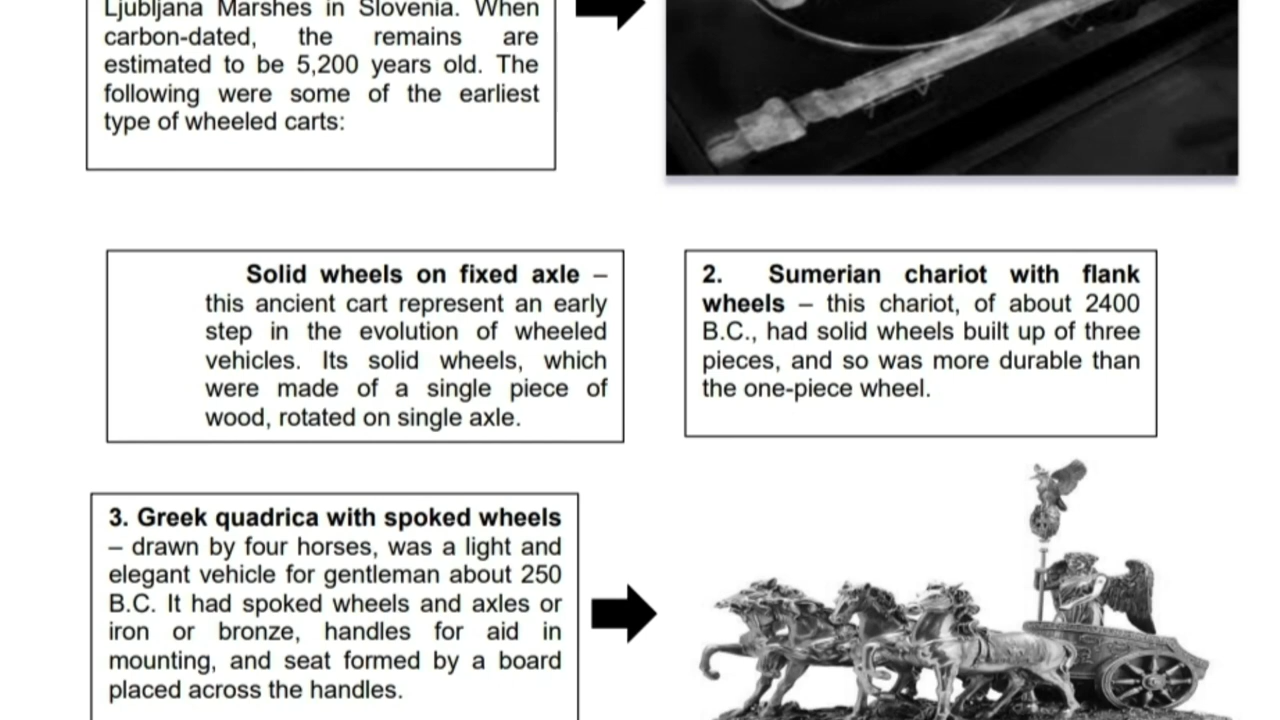 Ljubljana Marshes in Slovenia. When
carbon-dated, the remains are
estimated to be 5,200 years old. The
following were some of the earliest
type of wheeled carts:
Solid wheels on fixed axle –
this ancient cart represent an early
step in the evolution of wheeled
vehicles. Its solid wheels, which
were made of a single piece of
wood, rotated on single axle.
2. Sumerian chariot with flank
wheels – this chariot, of about 2400
B.C., had solid wheels built up of three
pieces, and so was more durable than
the one-piece wheel.
3. Greek quadrica with spoked wheels
– drawn by four horses, was a light and
elegant vehicle for gentleman about 250
B.C. It had spoked wheels and axles or
iron or bronze, handles for aid in
mounting, and seat formed by a board
placed across the handles.